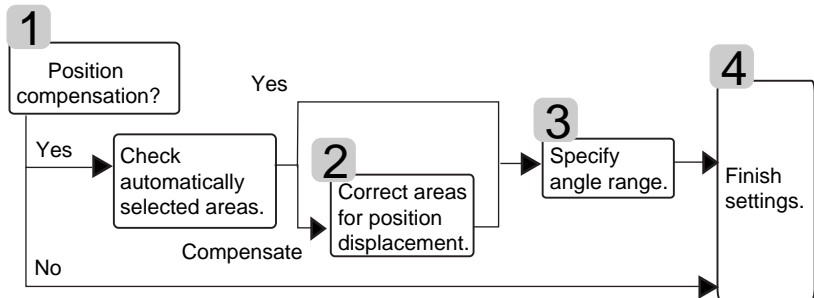 1
Position
compensation?
Yes
No
Check
automatically
selected areas.
Yes
Compensate
2
Correct areas
for position
displacement.
3
Specify
angle range.
4
Finish
settings.